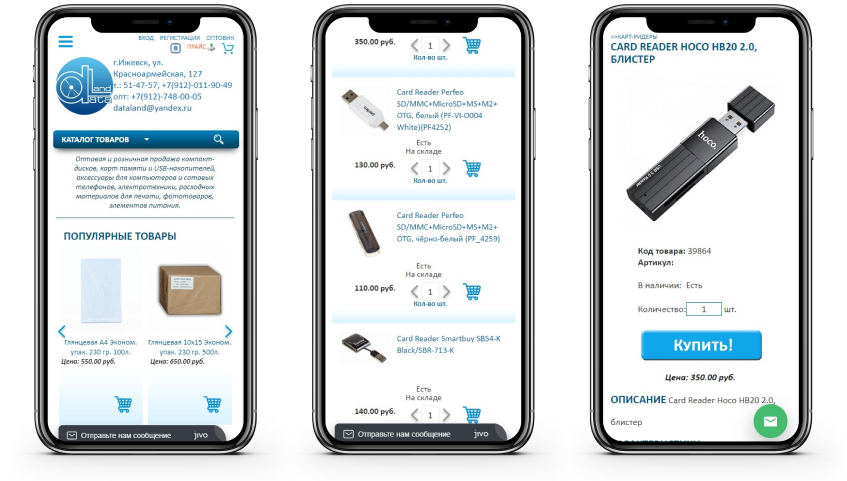 ВХОД РЕГИСТРАЦИЯ ОПТОВИК
В ПРАЙС
г.Ижевск, ул.
Красноармейская, 127
т.: 51-47-57, +7(912)-011-90-49
опт: +7(912)-748-00-05
dataland@yandex.ru
КАТАЛОГ ТОВАРОВ
Оптовая и розничная продажа компакт-
дисков, карт памяти и USB-накопителей,
аксессуары для компьютеров и сотовых
телефонов, электротехники, расходных
материалов для печати, фототоваров,
элементов питания.
ПОПУЛЯРНЫЕ ТОВАРЫ
Глянцевая А4 Эконом.
упак. 230 гр. 100л.
Цена: 550.00 руб.
Глянцевая 10х15 Эконом.
упак. 230 гр. 500л.
Цена: 650.00 руб.
Отправьте нам сообщение jivo
350.00 руб. 1
Кол-во шт.
Card Reader Perfeo
SD/MMC+MicroSD+MS+M2+
OTG, белый (PF-VI-O004
White)(PF4252)
Есть
На складе
130.00 руб. 1
Кол-во шт.
Card Reader Perfeo
SD/MMC+MicroSD+MS+M2+
OTG, чёрно-белый (PF_4259)
Есть
На складе
110.00 руб. 1
Кол-во шт.
Card Reader Smartbuy SB54-K
Black/SBR-713-K
Есть
На складе
140.00 руб. 1
Отправьте нам сообщение jivo
>>КАРТ-РИДЕРЫ
CARD READER HOCO HB20 2.0,
БЛИСТЕР
hoco.
Код товара: 39864
Артикул:
В наличии: Есть
Количество: 1 шт.
Купить!
Цена: 350.00 руб.
ОПИСАНИЕ Card Reader Hoco HB20 2.0,
блистер